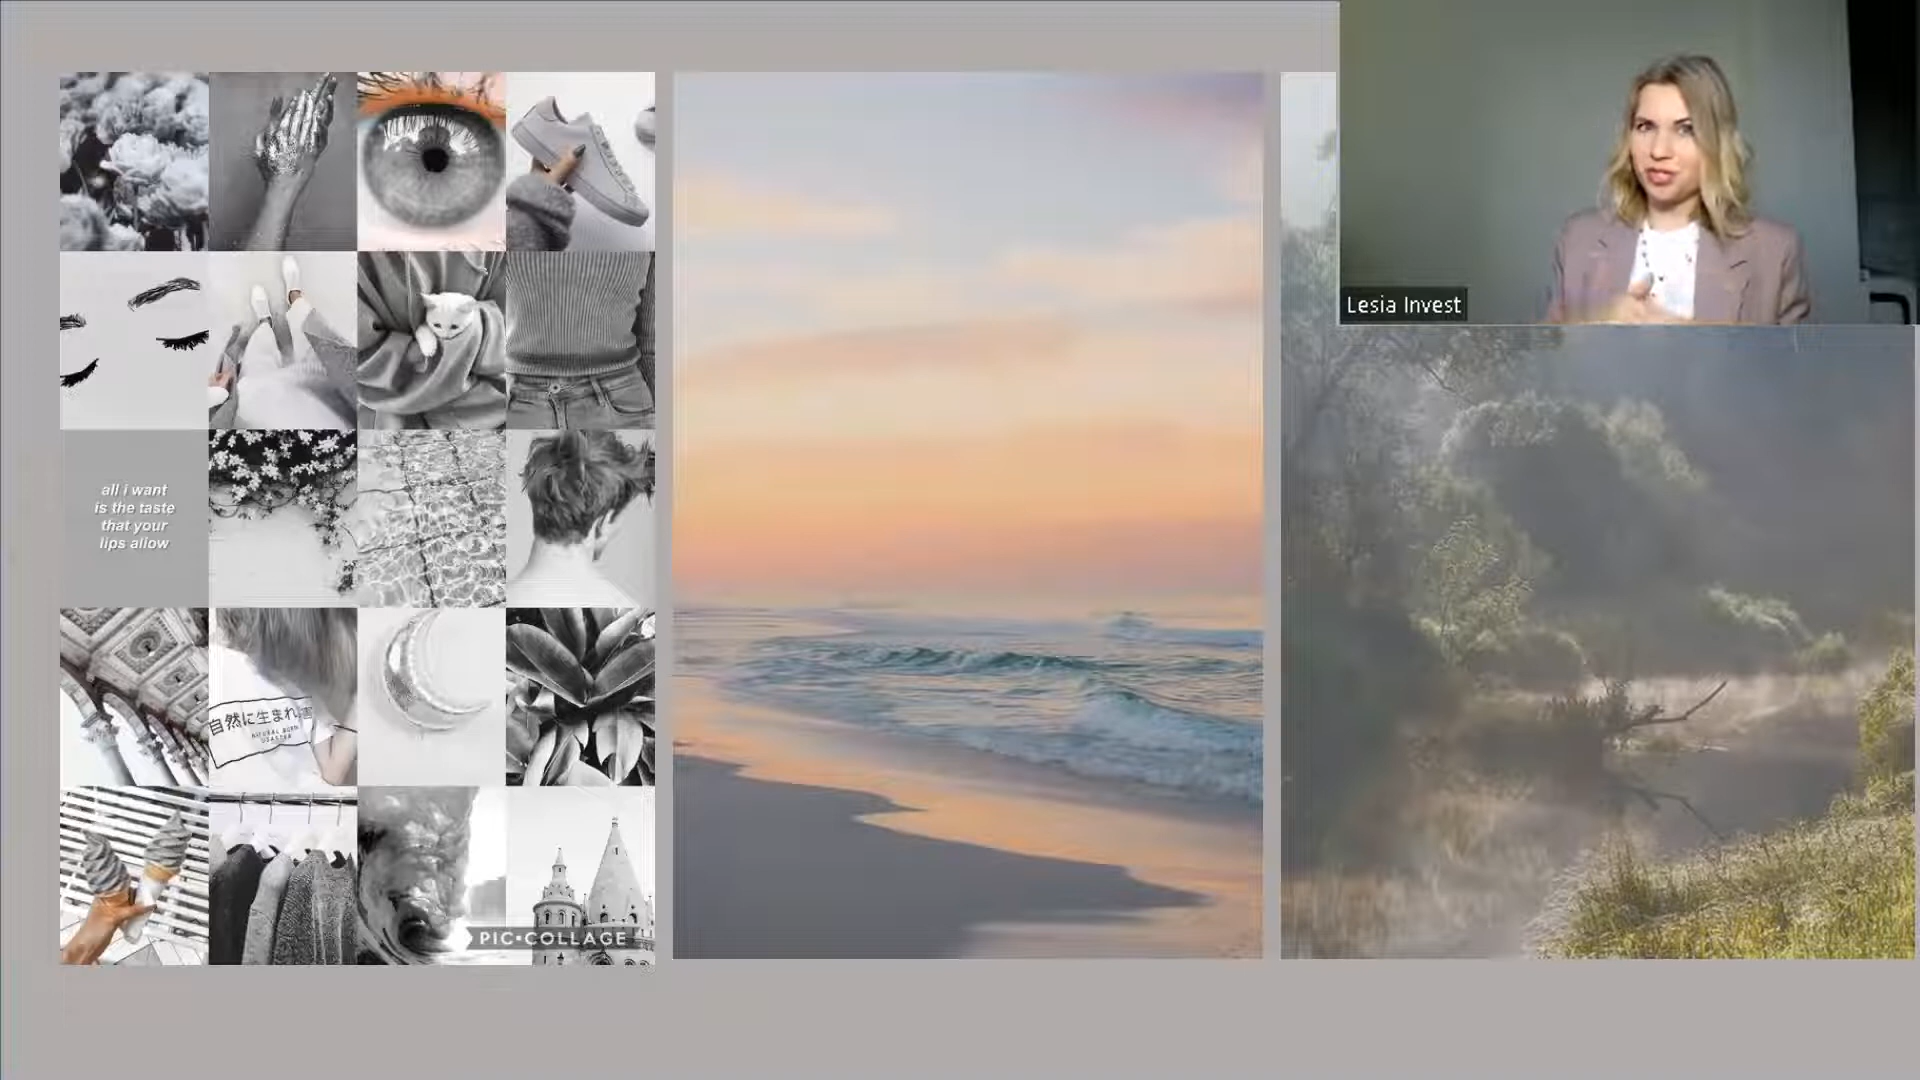 Lesia Invest
all i want
is the taste
that your
lips allow
自然に生まれ
NATURAL BORN
PIC•COLLAGE